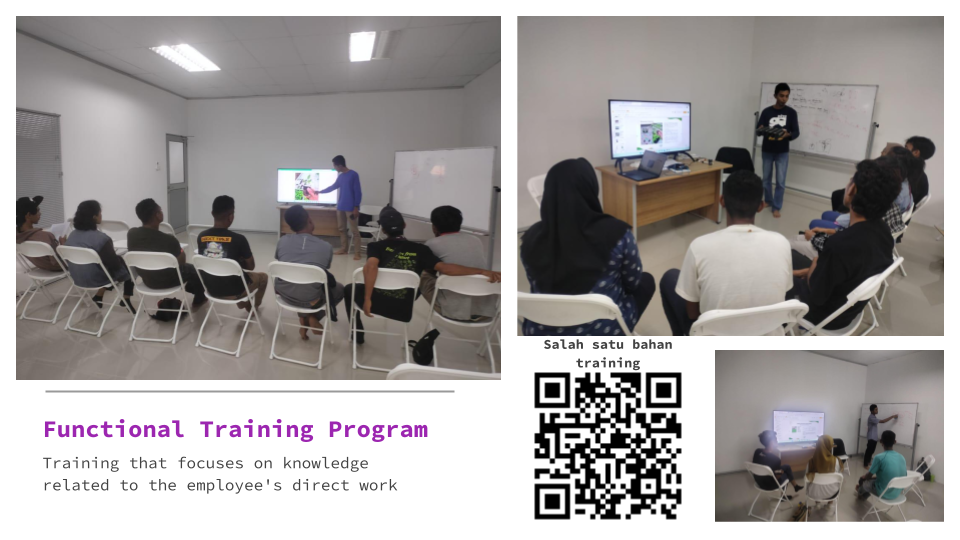 Salah satu bahan
training
Functional Training Program
Training that focuses on knowledge
related to the employee's direct work